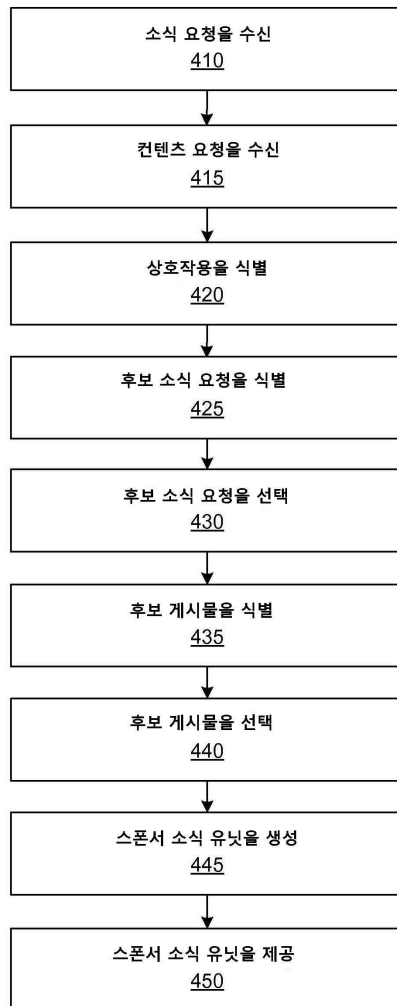 소식 요청을 수신
410
컨텐츠 요청을 수신
415
상호작용을 식별
420
후보 소식 요청을 식별
425
후보 소식 요청을 선택
430
후보 게시물을 식별
435
후보 게시물을 선택
440
스폰서 소식 유닛을 생성
445
스폰서 소식 유닛을 제공
450